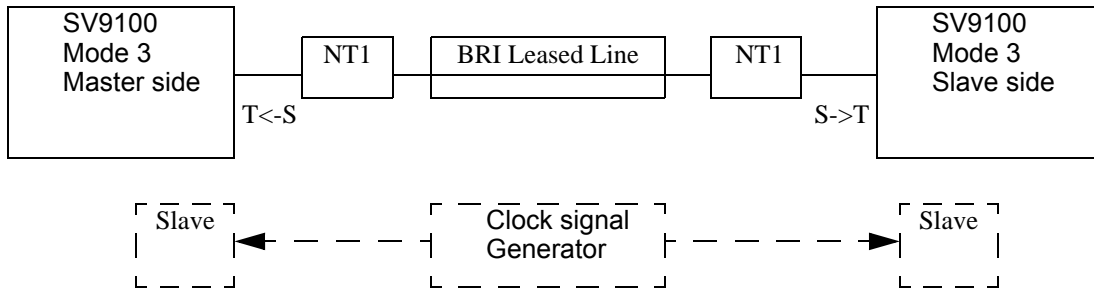 SV9100
Mode 3
Master side
NT1
BRI Leased Line
NT1
SV9100
Mode 3
Slave side
T<-S
S->T
Slave
Clock signal
Generator
Slave